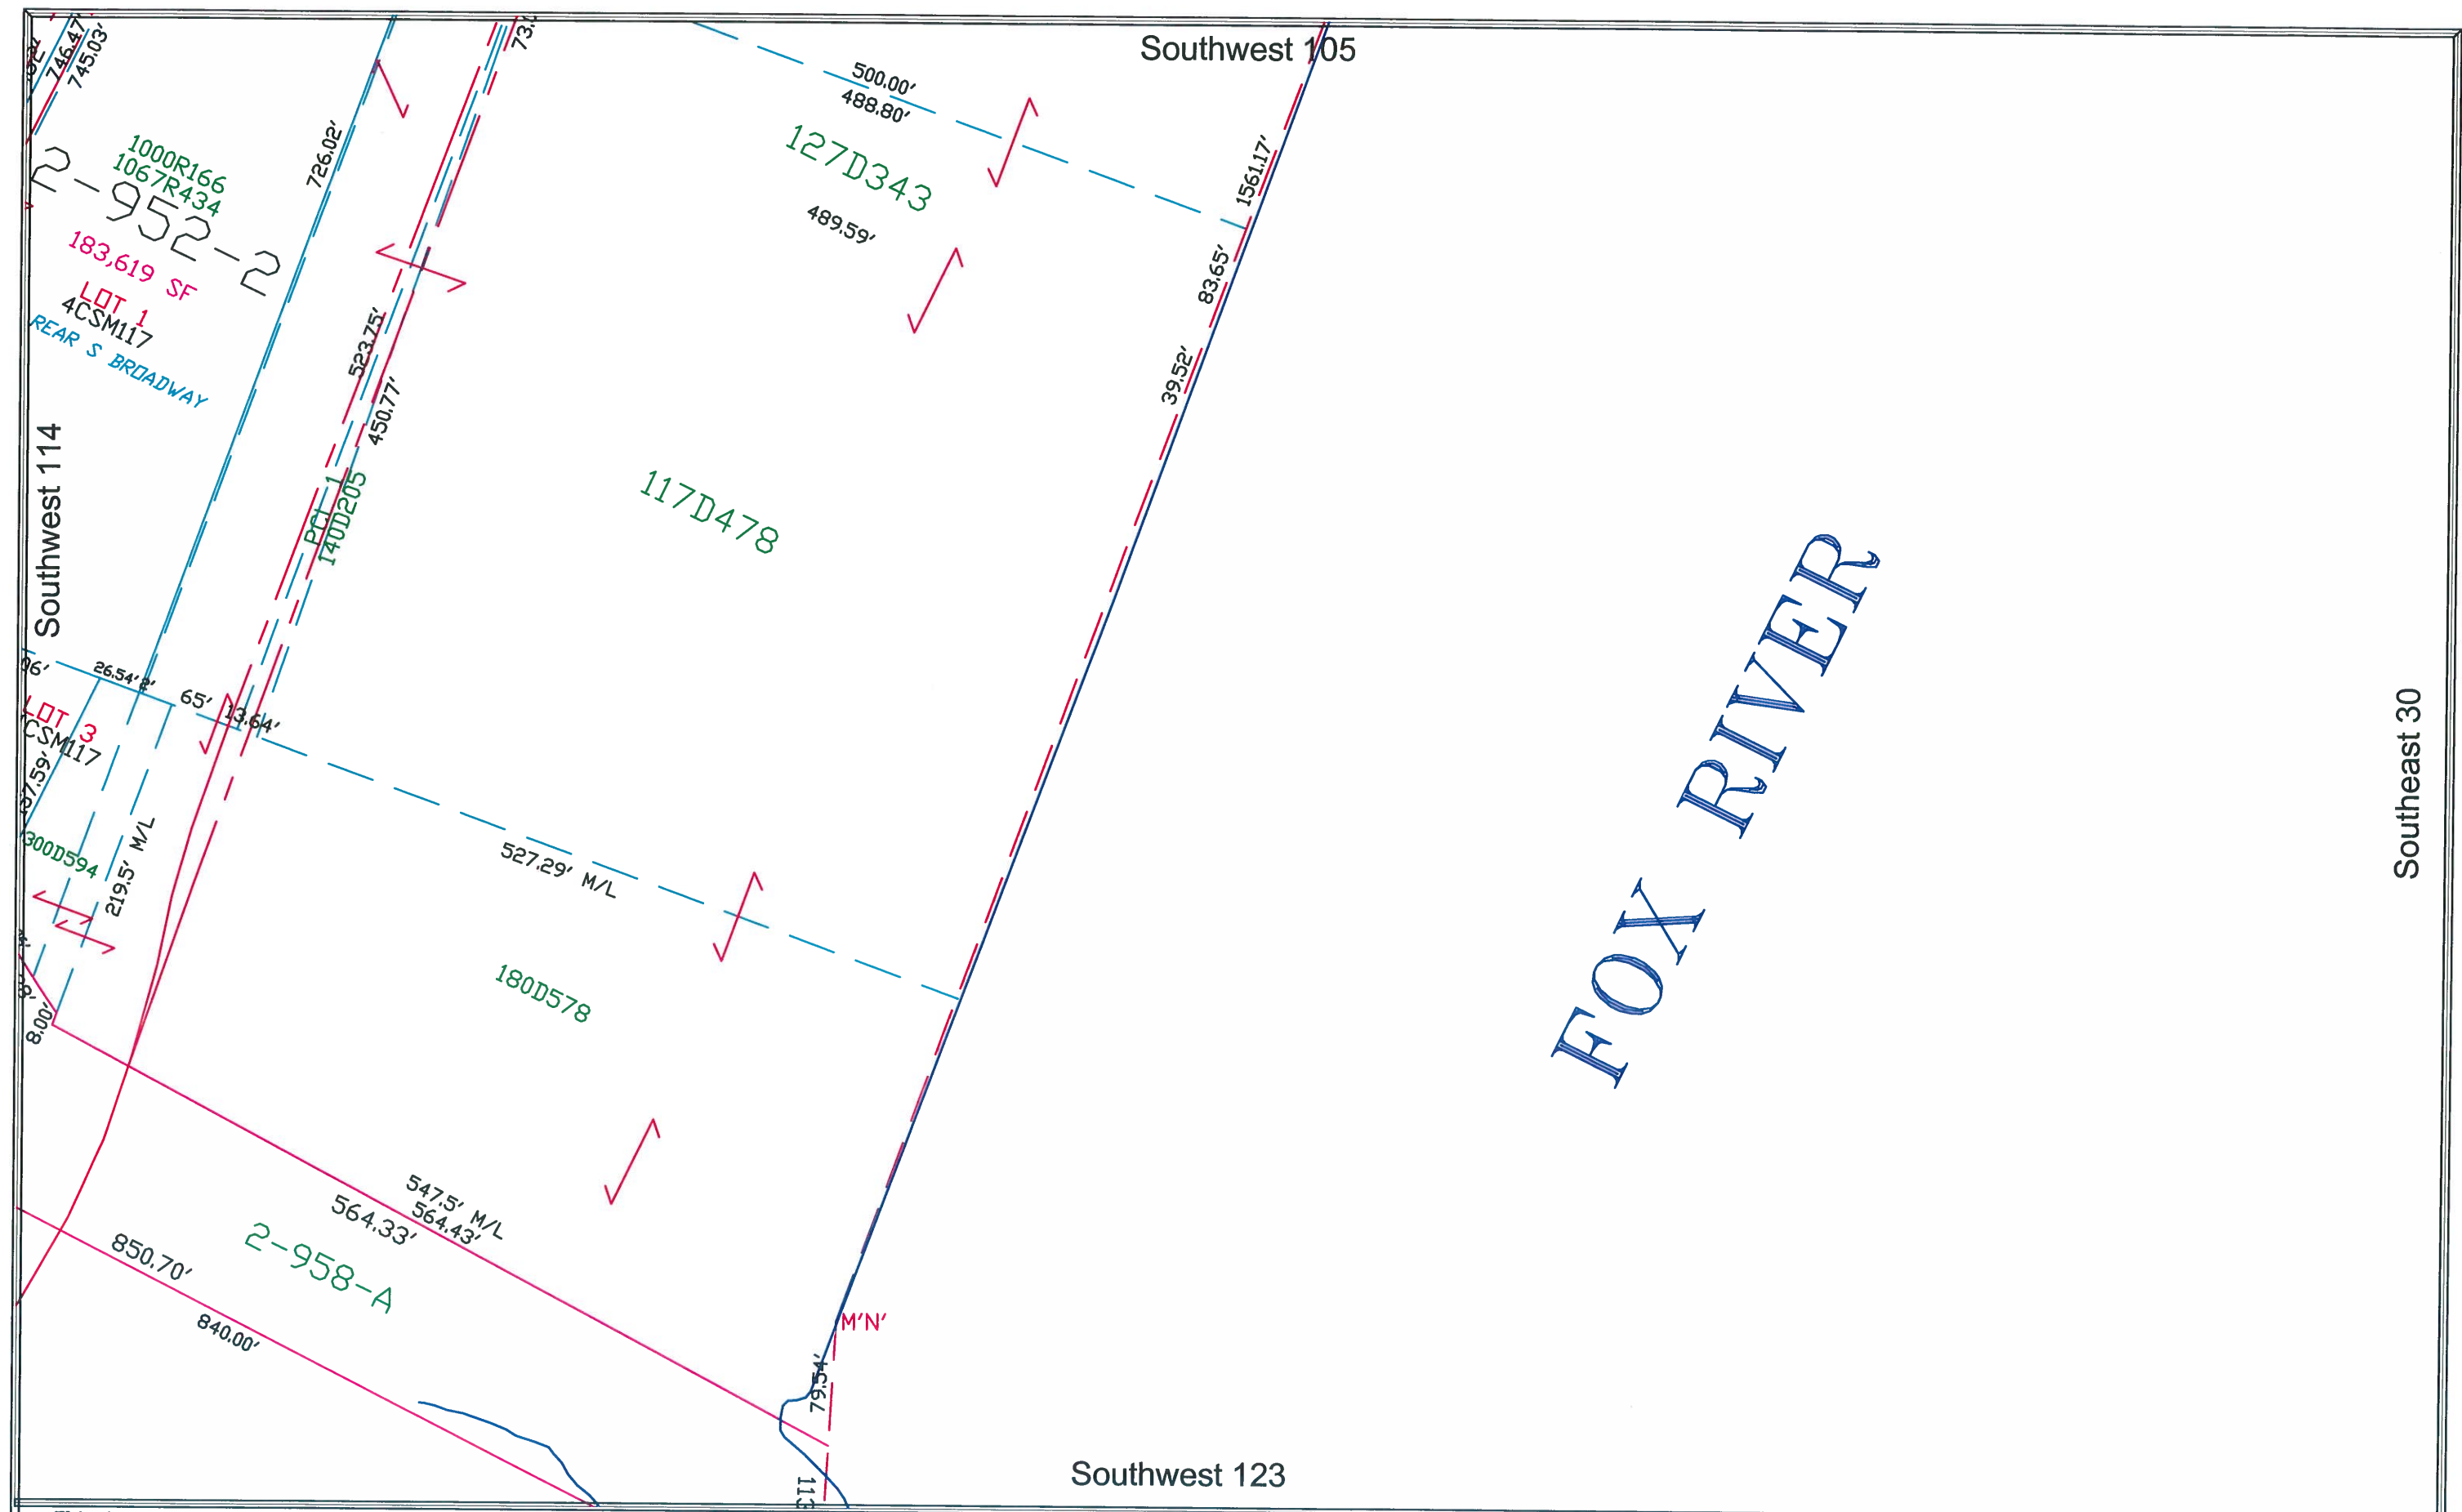 Southwest 105
746.47'
745.03'
500.00'
488.80'
127D343
489.59'
1561.17'
83.65'
39.52'
726.02'
1000R166
1067R434
2-952-2
183,619 SF
LOT 1
4CSM117
REAR S BROADWAY
523.75'
450.77'
PCL 1
140D205
117D478
Southwest 114
FOX RIVER
Southeast 30
26.54'
2'
65'
13.64'
LOT 3
CSM117
300D594
219.5' M/L
527.29' M/L
180D578
8.00'
547.5' M/L
564.43'
564.33'
2-958-A
850.70'
840.00'
M'N'
79.54'
113
Southwest 123